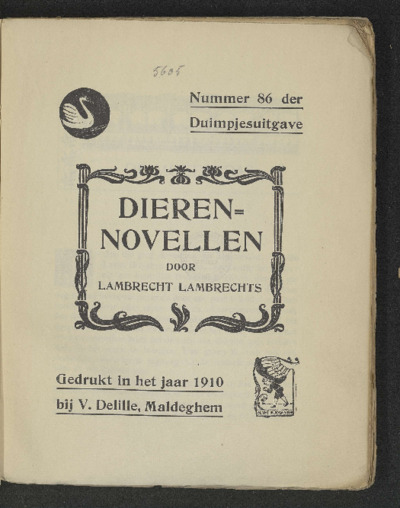 5605
Nummer 86 der
Duimpjesuitgave
DIEREN=
NOVELLEN
DOOR
LAMBRECHT LAMBRECHTS
Gedrukt in het jaar 1910
bij V. Delille, Maldeghem